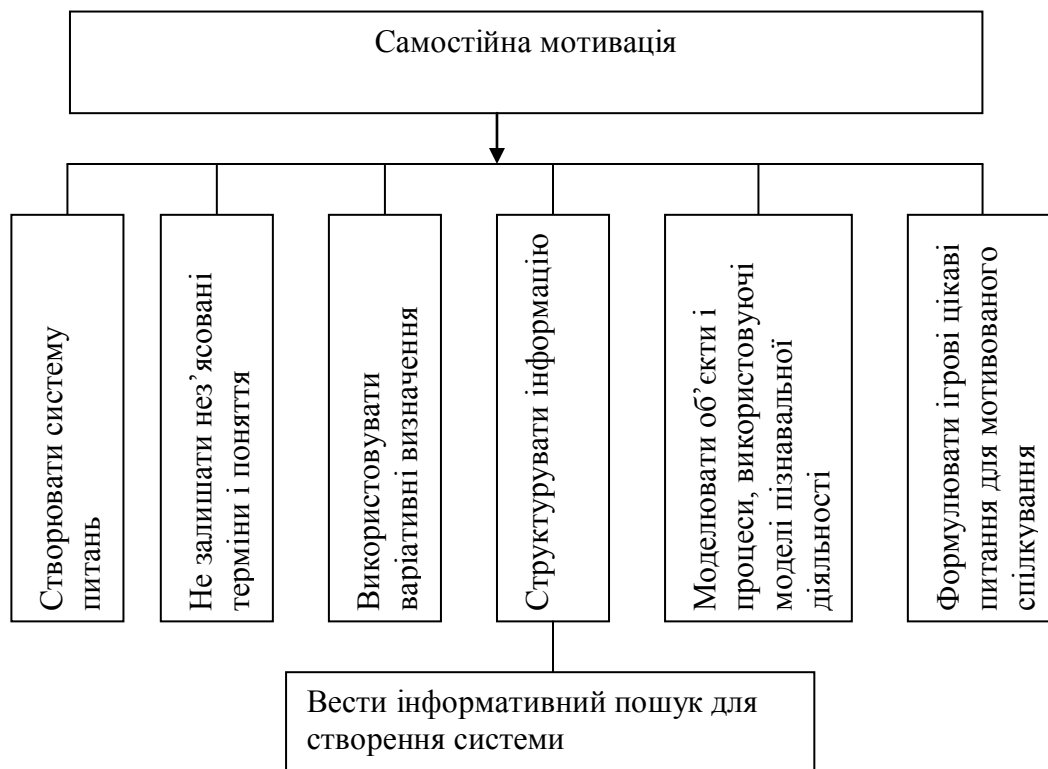 Самостійна мотивація
Створювати систему
питань
Не залишати нез’ясовані
терміни і поняття
Використовувати
варіативні визначення
Структурувати інформацію
Моделювати об’єкти і
процеси, використовуючі
моделі пізнавальної
діяльності
Формулювати ігрові цікаві
питання для мотивованого
спілкування
Вести інформативний пошук для
створення системи